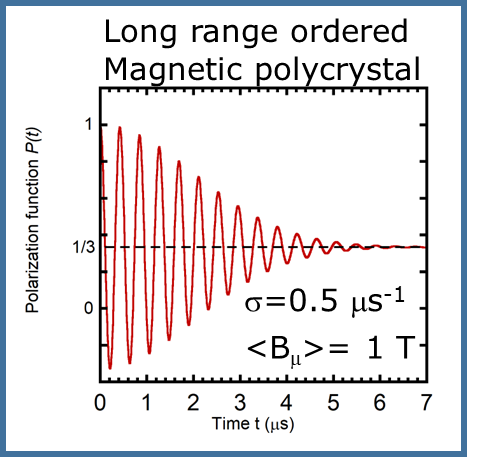 Long range ordered
Magnetic polycrystal
Polarization function P(t)
1
1/3
0
σ=0.5 μs⁻¹
<Bμ>= 1 T
0 1 2 3 4 5 6 7
Time t (μs)